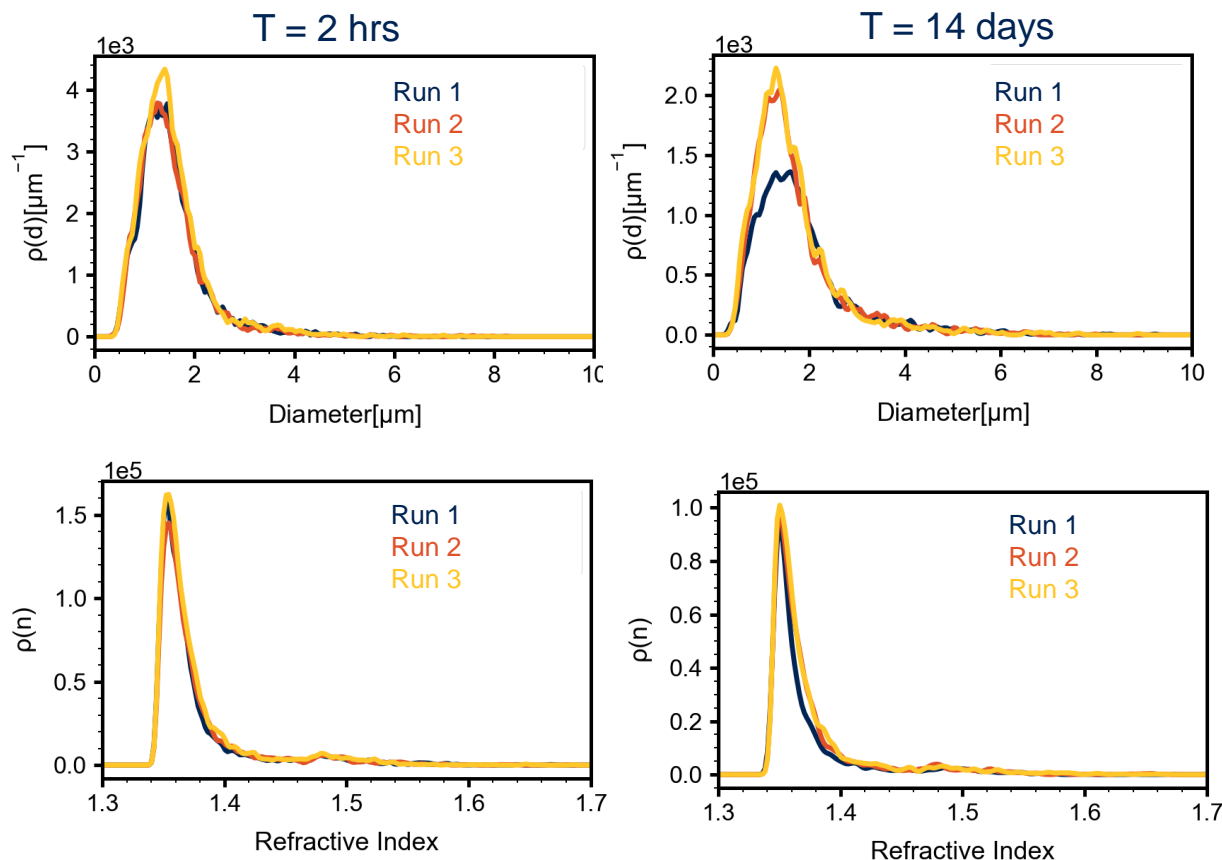 T = 2 hrs
1e3
4
3
2
1
0
ρ(d)[µm⁻¹]
Run 1
Run 2
Run 3
0 2 4 6 8 10
Diameter[µm]
T = 14 days
1e3
2.0
1.5
1.0
0.5
0.0
ρ(d)[µm⁻¹]
Run 1
Run 2
Run 3
0 2 4 6 8 10
Diameter[µm]
1e5
1.5
1.0
0.5
0.0
ρ(n)
Run 1
Run 2
Run 3
1.3 1.4 1.5 1.6 1.7
Refractive Index
1e5
1.0
0.8
0.6
0.4
0.2
0.0
ρ(n)
Run 1
Run 2
Run 3
1.3 1.4 1.5 1.6 1.7
Refractive Index